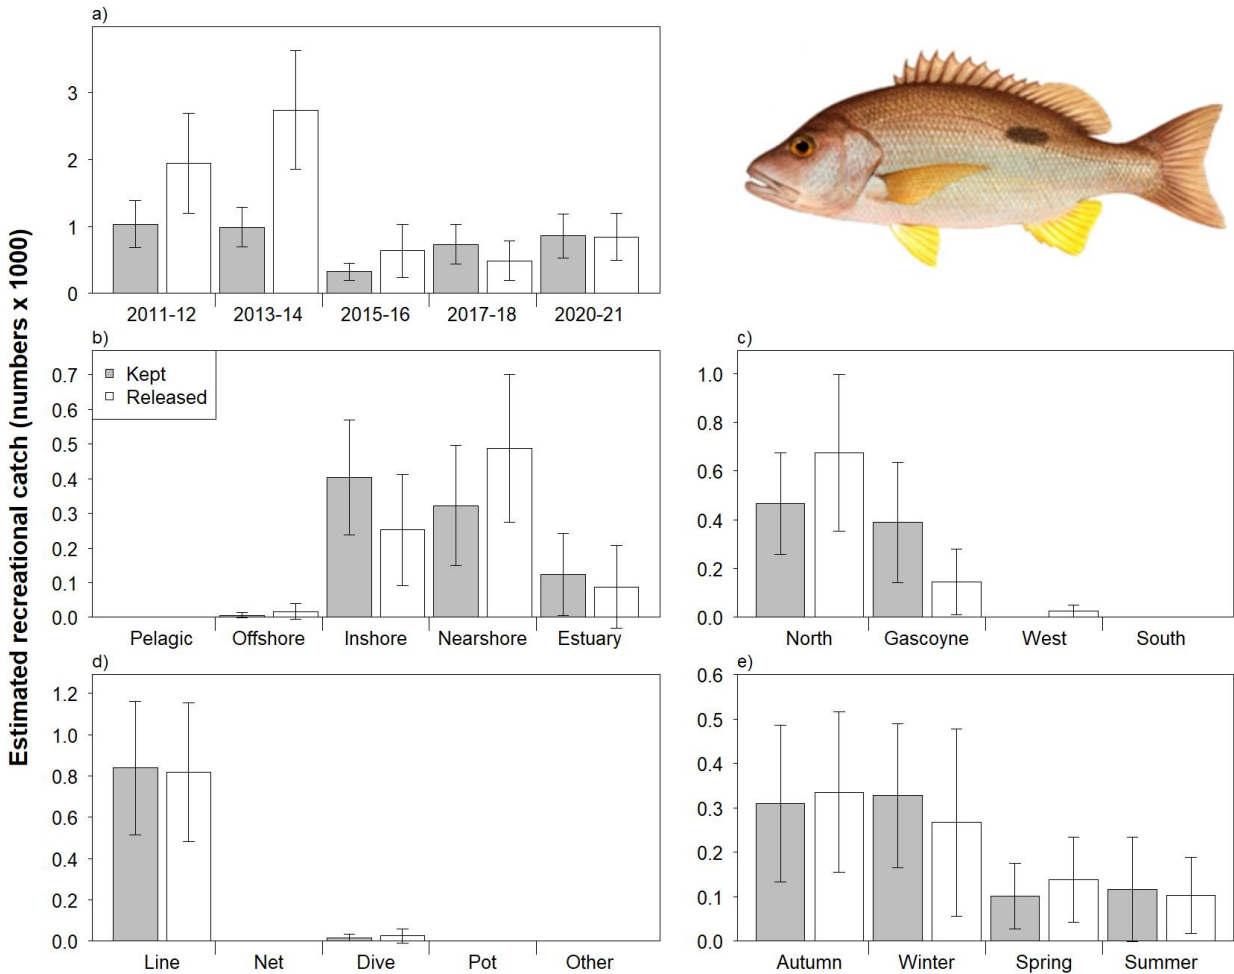 Estimated recreational catch (numbers x 1000)
a)
3
2
1
0
2011-12 2013-14 2015-16 2017-18 2020-21
b)
Kept
Released
0.7
0.6
0.5
0.4
0.3
0.2
0.1
0.0
Pelagic Offshore Inshore Nearshore Estuary
c)
1.0
0.8
0.6
0.4
0.2
0.0
North Gascoyne West South
d)
1.2
1.0
0.8
0.6
0.4
0.2
0.0
Line Net Dive Pot Other
e)
0.6
0.5
0.4
0.3
0.2
0.1
0.0
Autumn Winter Spring Summer